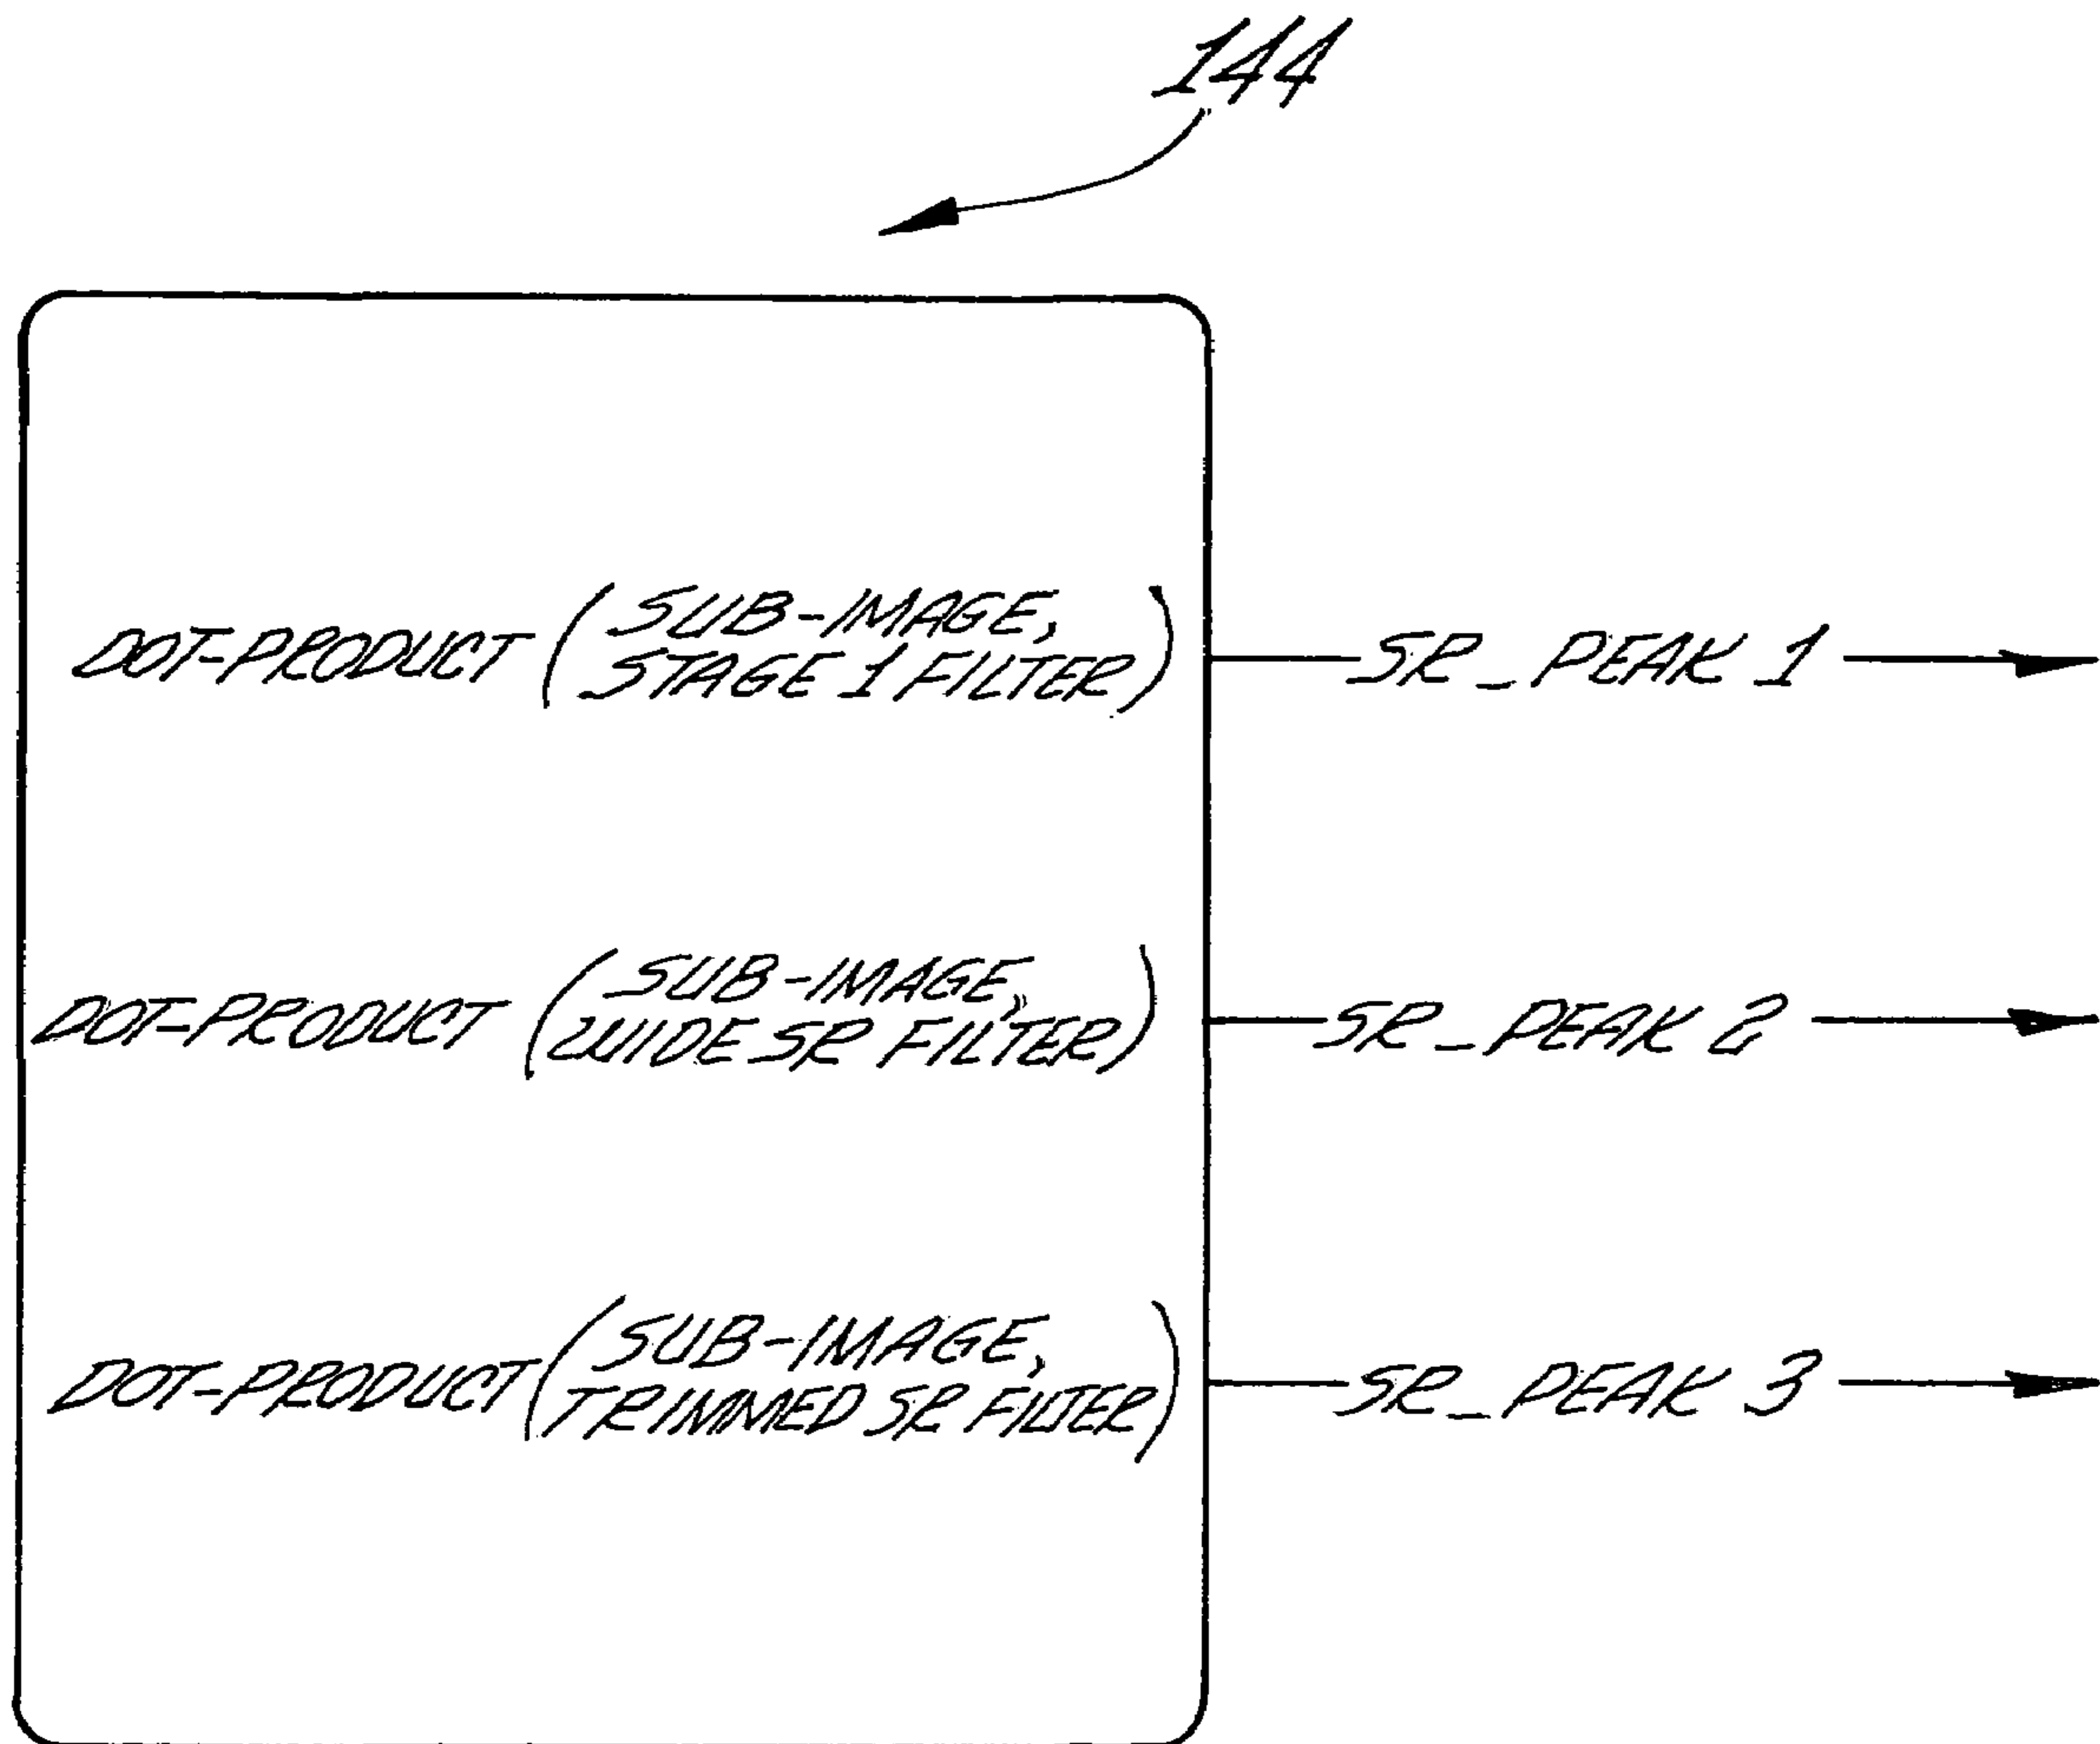 144
DOT-PRODUCT (SUB-IMAGE, STAGE 1 FILTER) SR_PEAK 1
DOT-PRODUCT (SUB-IMAGE, WIDE SR FILTER) SR_PEAK 2
DOT-PRODUCT (SUB-IMAGE, TRIMMED SR FILTER) SR_PEAK 3